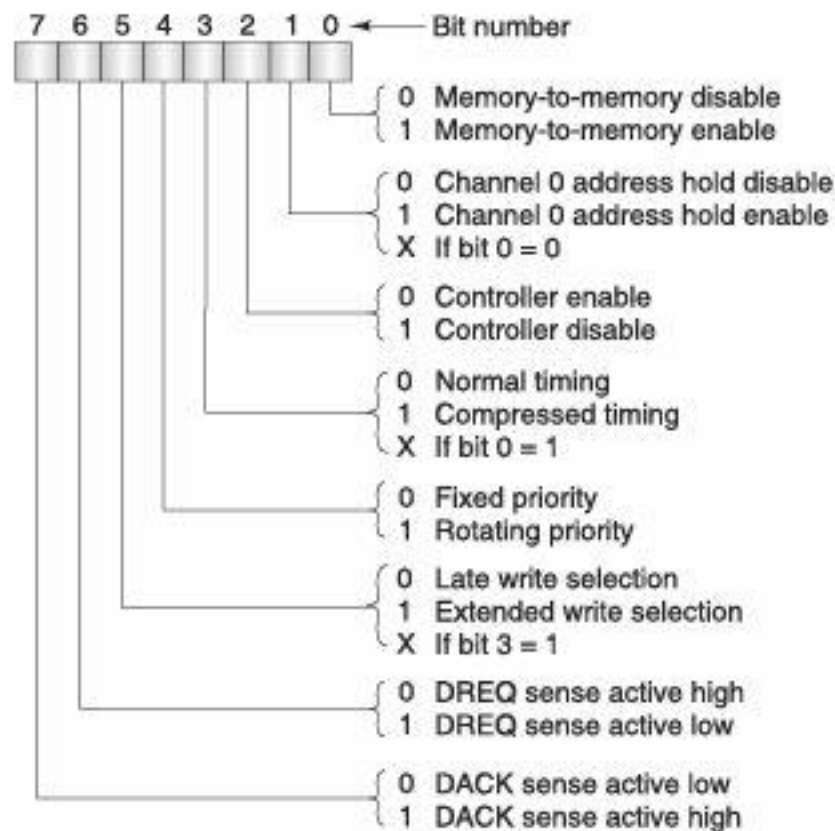 7 6 5 4 3 2 1 0 Bit number
0 Memory-to-memory disable
1 Memory-to-memory enable
0 Channel 0 address hold disable
1 Channel 0 address hold enable
X If bit 0 = 0
0 Controller enable
1 Controller disable
0 Normal timing
1 Compressed timing
X If bit 0 = 1
0 Fixed priority
1 Rotating priority
0 Late write selection
1 Extended write selection
X If bit 3 = 1
0 DREQ sense active high
1 DREQ sense active low
0 DACK sense active low
1 DACK sense active high